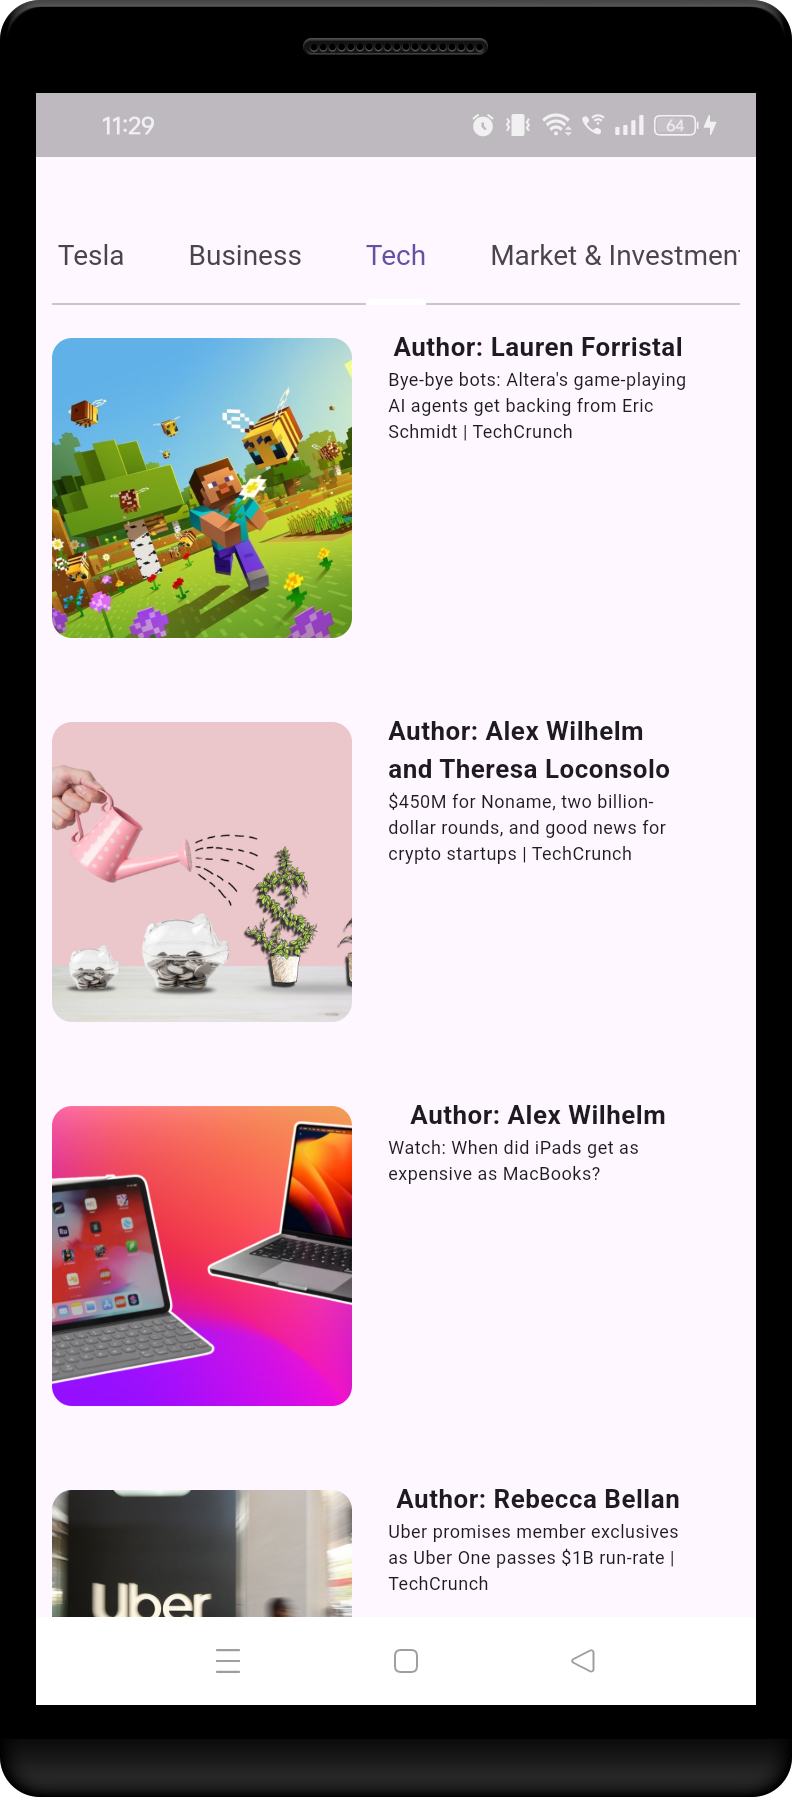 11:29
64
Tesla Business Tech Market & Investment
Author: Lauren Forristal
Bye-bye bots: Altera's game-playing
AI agents get backing from Eric
Schmidt | TechCrunch
Author: Alex Wilhelm
and Theresa Loconsolo
$450M for Noname, two billion-
dollar rounds, and good news for
crypto startups | TechCrunch
Author: Alex Wilhelm
Watch: When did iPads get as
expensive as MacBooks?
Author: Rebecca Bellan
Uber promises member exclusives
as Uber One passes $1B run-rate |
TechCrunch
Uber